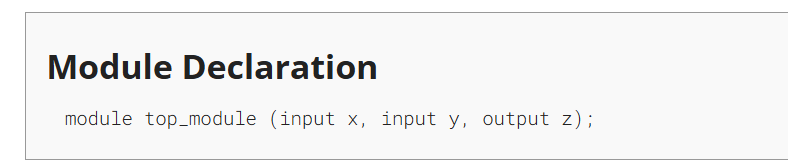 Module Declaration
module top_module (input x, input y, output z);